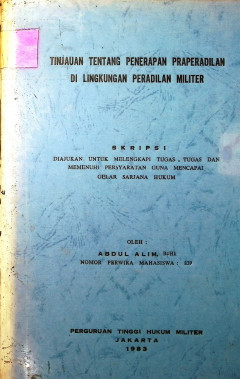 TINJAUAN TENTANG PENERAPAN PRAPERADILAN
DI LINGKUNGAN PERADILAN MILITER
SKRIPSI
DIAJUKAN UNTUK MELENGKAPI TUGAS - TUGAS DAN
MEMENUHI PERSYARATAN GUNA MENCAPAI
GELAR SARJANA HUKUM
OLEH :
ABDUL ALIM,
NOMOR PERWIRA MAHASISWA :
PERGURUAN TINGGI HUKUM MILITER
JAKARTA
1983